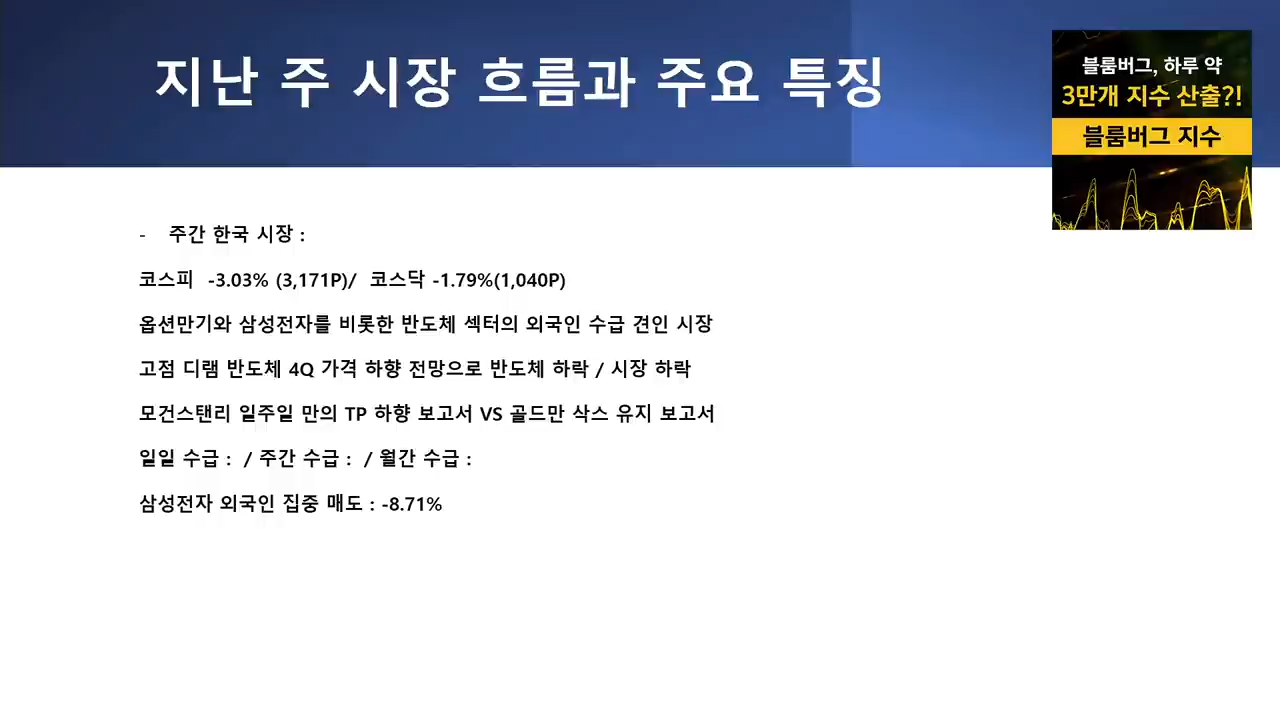 지난 주 시장 흐름과 주요 특징
블룸버그, 하루 약
3만개 지수 산출?!
블룸버그 지수
- 주간 한국 시장 :
코스피 -3.03% (3,171P)/ 코스닥 -1.79%(1,040P)
옵션만기와 삼성전자를 비롯한 반도체 섹터의 외국인 수급 견인 시장
고점 디램 반도체 4Q 가격 하향 전망으로 반도체 하락 / 시장 하락
모건스탠리 일주일 만의 TP 하향 보고서 VS 골드만 삭스 유지 보고서
일일 수급 : / 주간 수급 : / 월간 수급 :
삼성전자 외국인 집중 매도 : -8.71%